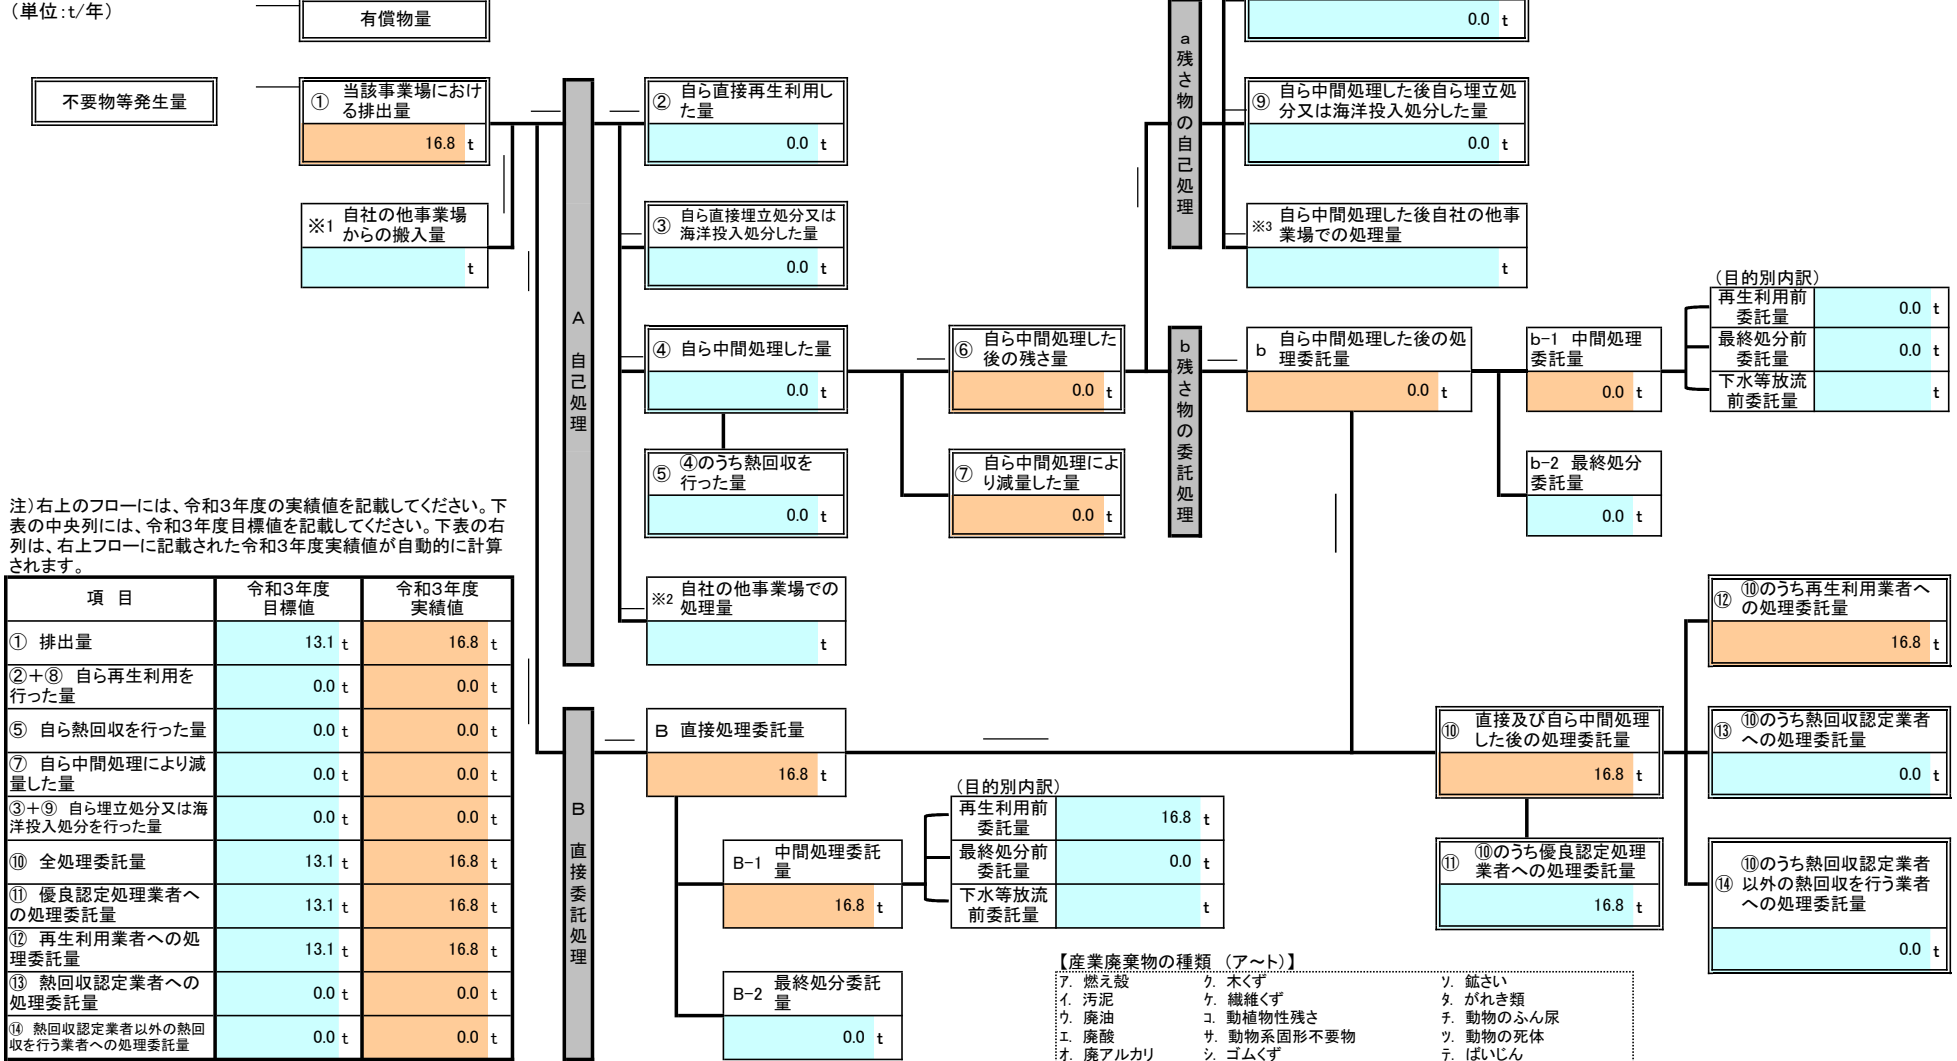 （単位：t/年）
有償物量
0.0 t
不要物等発生量
① 当該事業場におけ
る排出量
16.8 t
※1 自社の他事業場
からの搬入量
t
A 自己処理
② 自ら直接再生利用し
た量
0.0 t
③ 自ら直接埋立処分又は
海洋投入処分した量
0.0 t
④ 自ら中間処理した量
0.0 t
⑤ ④のうち熱回収を
行った量
0.0 t
※2 自社の他事業場での
処理量
t
⑥ 自ら中間処理した
後の残さ量
0.0 t
⑦ 自ら中間処理によ
り減量した量
0.0 t
a 残さ物の自己処理
⑨ 自ら中間処理した後自ら埋立処
分又は海洋投入処分した量
0.0 t
※3 自ら中間処理した後自社の他事
業場での処理量
t
b 残さ物の委託処理
b 自ら中間処理した後の処
理委託量
0.0 t
b-1 中間処理
委託量
0.0 t
b-2 最終処分
委託量
0.0 t
（目的別内訳）
再生利用前
委託量
0.0 t
最終処分前
委託量
0.0 t
下水等放流
前委託量
t
注）右上のフローには、令和3年度の実績値を記載してください。下
表の中央列には、令和3年度目標値を記載してください。下表の右
列は、右上フローに記載された令和3年度実績値が自動的に計算
されます。
項 目 令和3年度 令和3年度
目標値 実績値
① 排出量 13.1 t 16.8 t
②＋⑧ 自ら再生利用を
行った量 0.0 t 0.0 t
⑤ 自ら熱回収を行った量 0.0 t 0.0 t
⑦ 自ら中間処理により減
量した量 0.0 t 0.0 t
③＋⑨ 自ら埋立処分又は海
洋投入処分を行った量 0.0 t 0.0 t
⑩ 全処理委託量 13.1 t 16.8 t
⑪ 優良認定処理業者へ
の処理委託量 13.1 t 16.8 t
⑫ 再生利用業者への処
理委託量 13.1 t 16.8 t
⑬ 熱回収認定業者への
処理委託量 0.0 t 0.0 t
⑭ 熱回収認定業者以外の熱回
収を行う業者への処理委託量 0.0 t 0.0 t
B 直接委託処理
B 直接処理委託量
16.8 t
B-1 中間処理委託
量
16.8 t
B-2 最終処分委託
量
0.0 t
（目的別内訳）
再生利用前
委託量
16.8 t
最終処分前
委託量
0.0 t
下水等放流
前委託量
t
⑩ 直接及び自ら中間処理
した後の処理委託量
16.8 t
⑪ ⑩のうち優良認定処理
業者への処理委託量
16.8 t
⑫ ⑩のうち再生利用業者へ
の処理委託量
16.8 t
⑬ ⑩のうち熱回収認定業者
への処理委託量
0.0 t
⑭ ⑩のうち熱回収認定業者
以外の熱回収を行う業者
への処理委託量
0.0 t
【産業廃棄物の種類 （ア～ト）】
ア. 燃え殻 ク. 木くず ソ. 鉱さい
イ. 汚泥 ケ. 繊維くず タ. がれき類
ウ. 廃油 コ. 動植物性残さ チ. 動物のふん尿
エ. 廃酸 サ. 動物系固形不要物 ツ. 動物の死体
オ. 廃アルカリ シ. ゴムくず テ. ばいじん